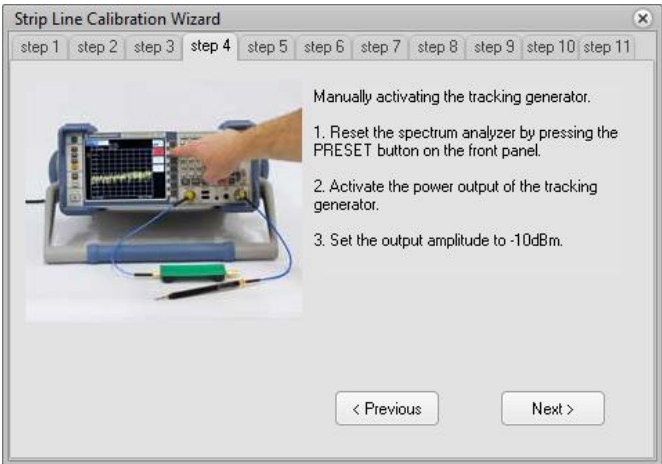 Strip Line Calibration Wizard
step 1 step 2 step 3 step 4 step 5 step 6 step 7 step 8 step 9 step 10 step 11
Manually activating the tracking generator.
1. Reset the spectrum analyzer by pressing the
PRESET button on the front panel.
2. Activate the power output of the tracking
generator.
3. Set the output amplitude to -10dBm.
< Previous
Next >